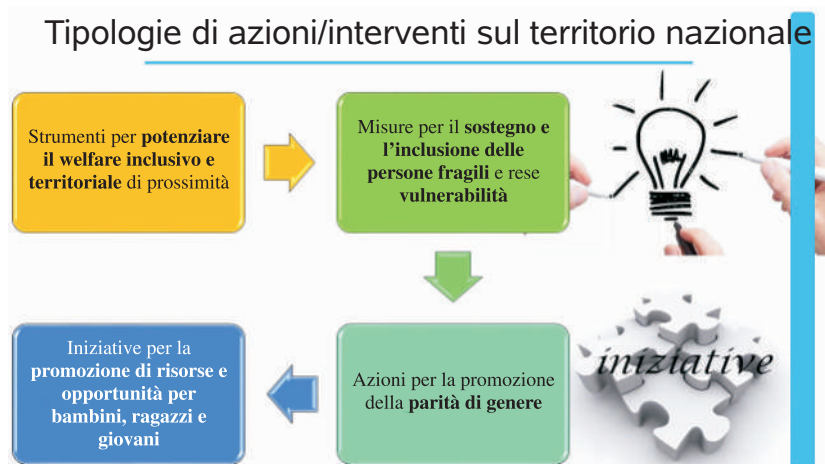 Tipologie di azioni/interventi sul territorio nazionale
Strumenti per potenziare
il welfare inclusivo e
territoriale di prossimità
Misure per il sostegno e
l'inclusione delle
persone fragili e rese
vulnerabilità
Azioni per la promozione
della parità di genere
Iniziative per la
promozione di risorse e
opportunità per
bambini, ragazzi e
giovani
iniziative